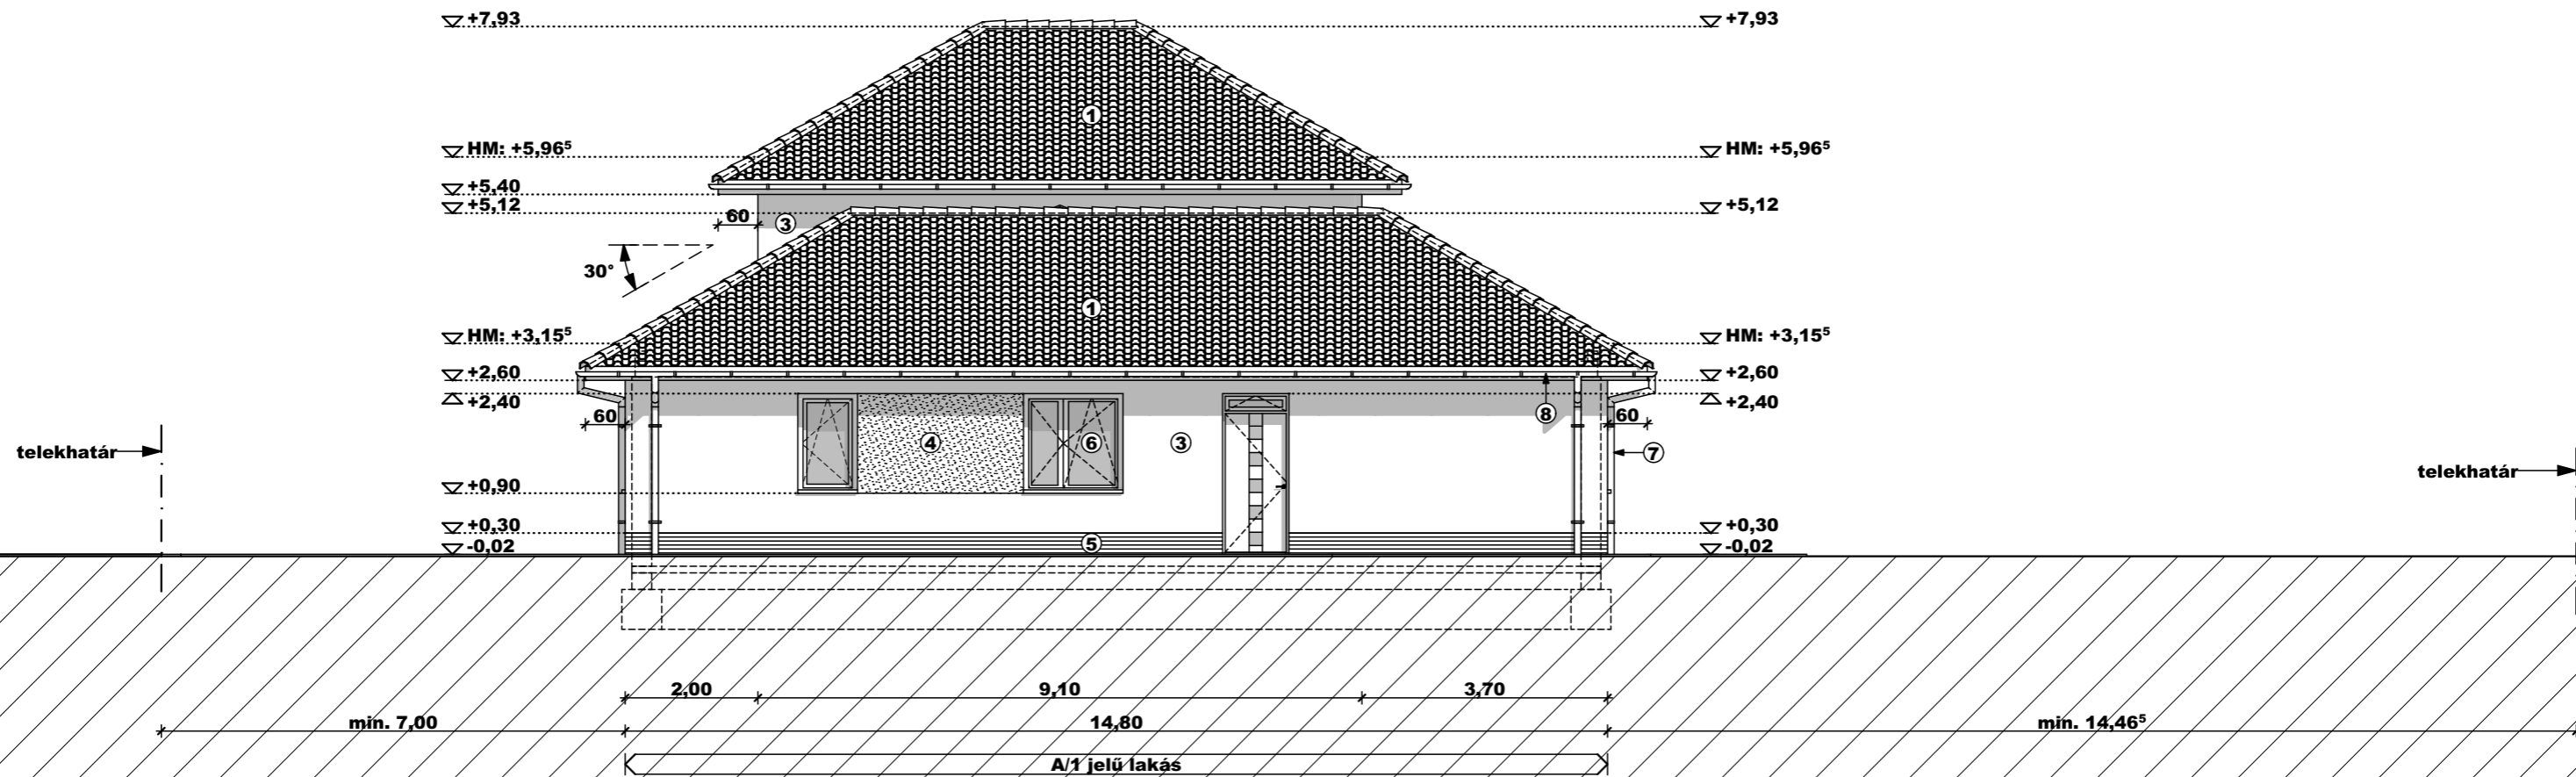 +7,93 +7,93
1
HM: +5,96⁵ HM: +5,96⁵
+5,40
+5,12 +5,12
60 3
30°
1
HM: +3,15⁵ HM: +3,15⁵
+2,60 +2,60
+2,40 +2,40
60 8 60
4 6 3
telekhatár 7
telekhatár
+0,90
+0,30 +0,30
-0,02 5 -0,02
2,00 9,10 3,70
min. 7,00 14,80 min. 14,46⁵
A/1 jelű lakás